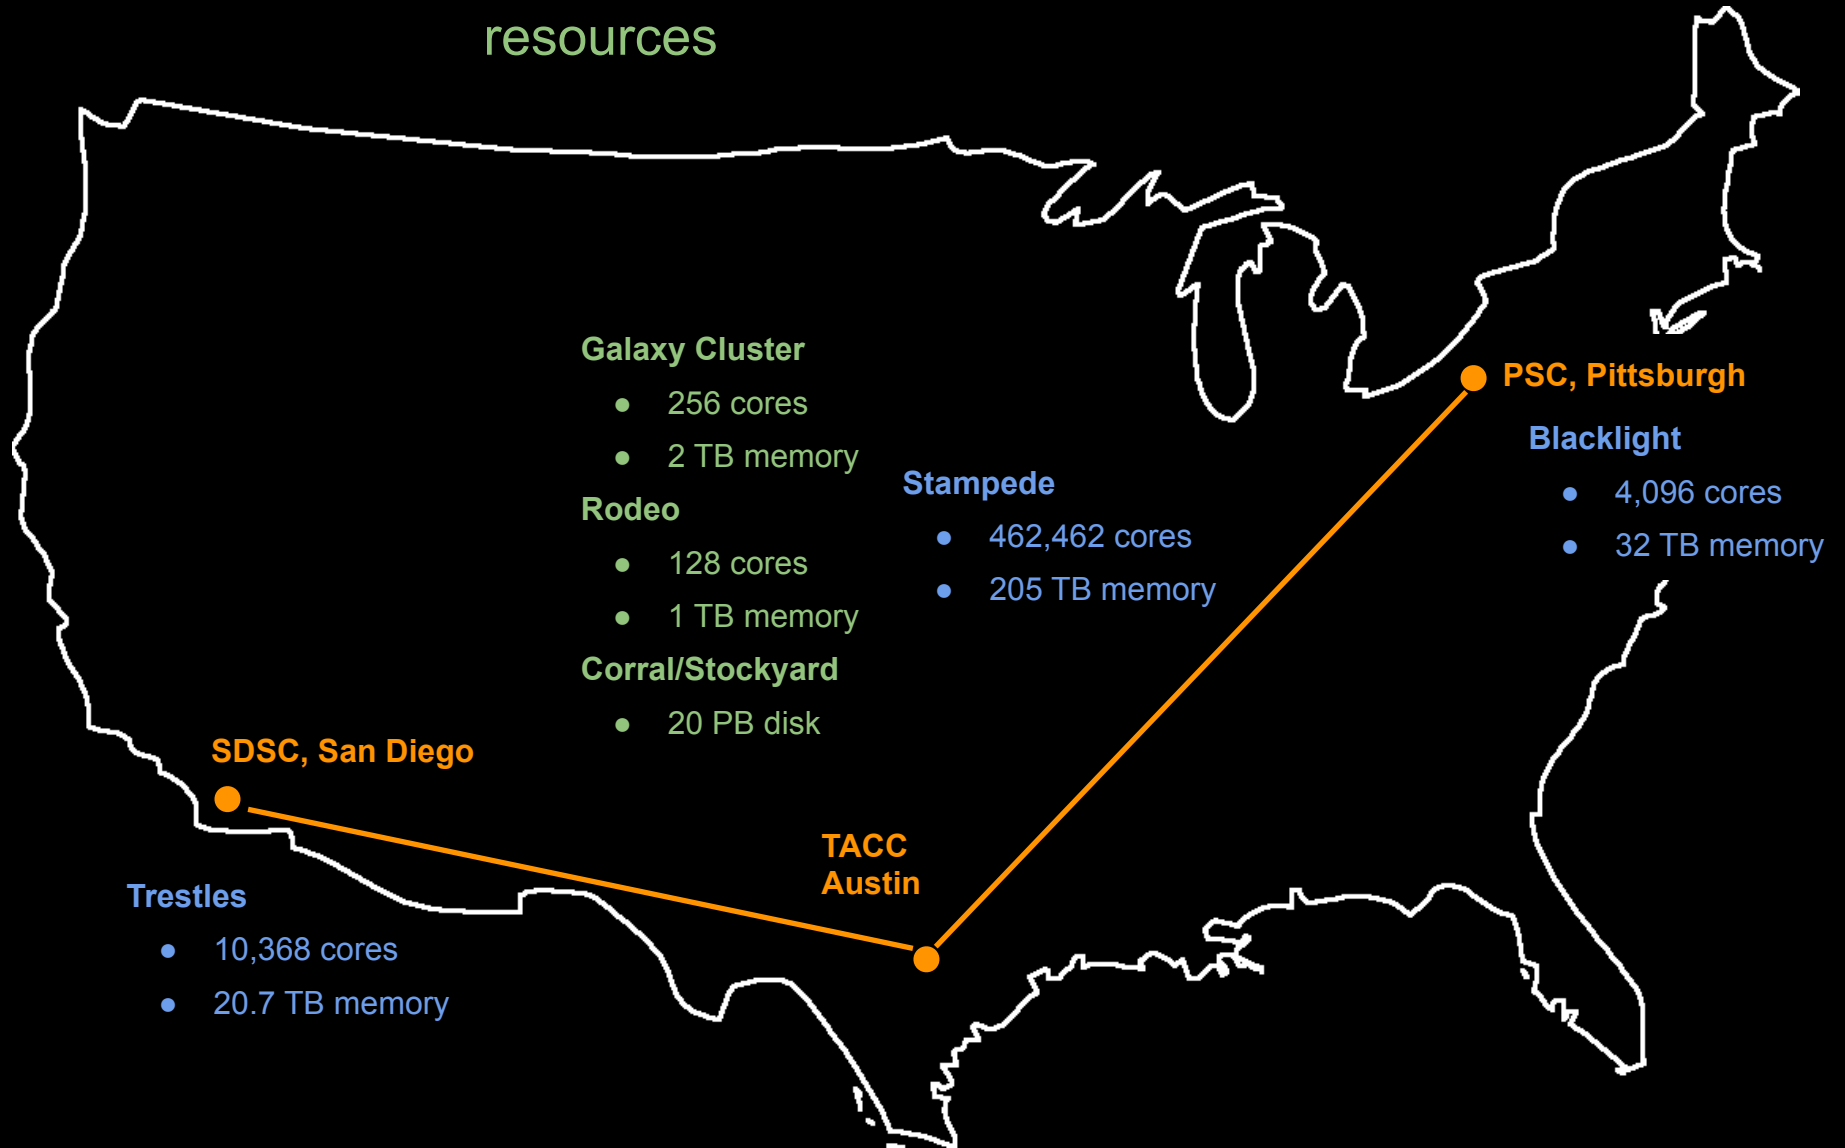 resources
Galaxy Cluster
● 256 cores
● 2 TB memory
Rodeo
● 128 cores
● 1 TB memory
Corral/Stockyard
● 20 PB disk
Stampede
● 462,462 cores
● 205 TB memory
PSC, Pittsburgh
Blacklight
● 4,096 cores
● 32 TB memory
SDSC, San Diego
Trestles
● 10,368 cores
● 20.7 TB memory
TACC
Austin